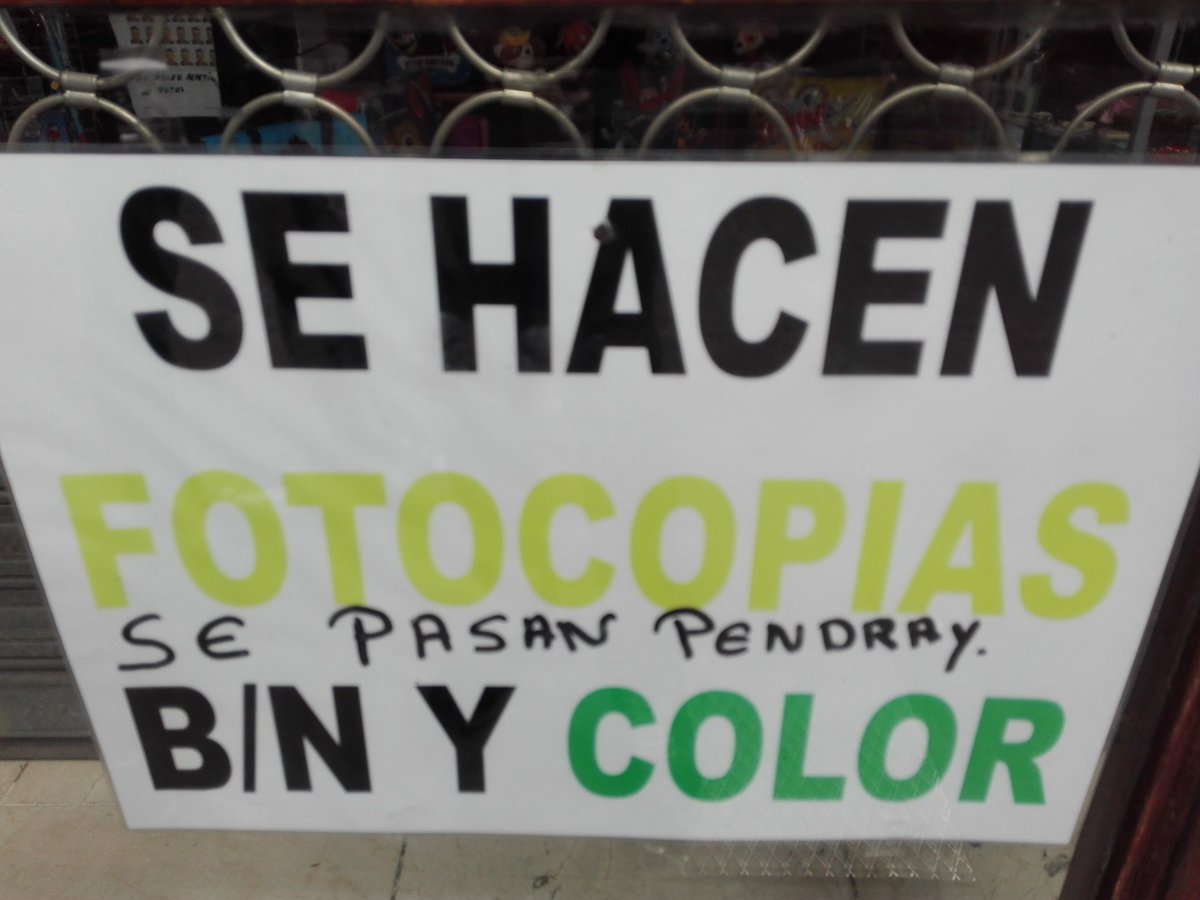 SE HACEN
FOTOCOPIAS
SE PASAN PENDRAY.
B/N Y COLOR